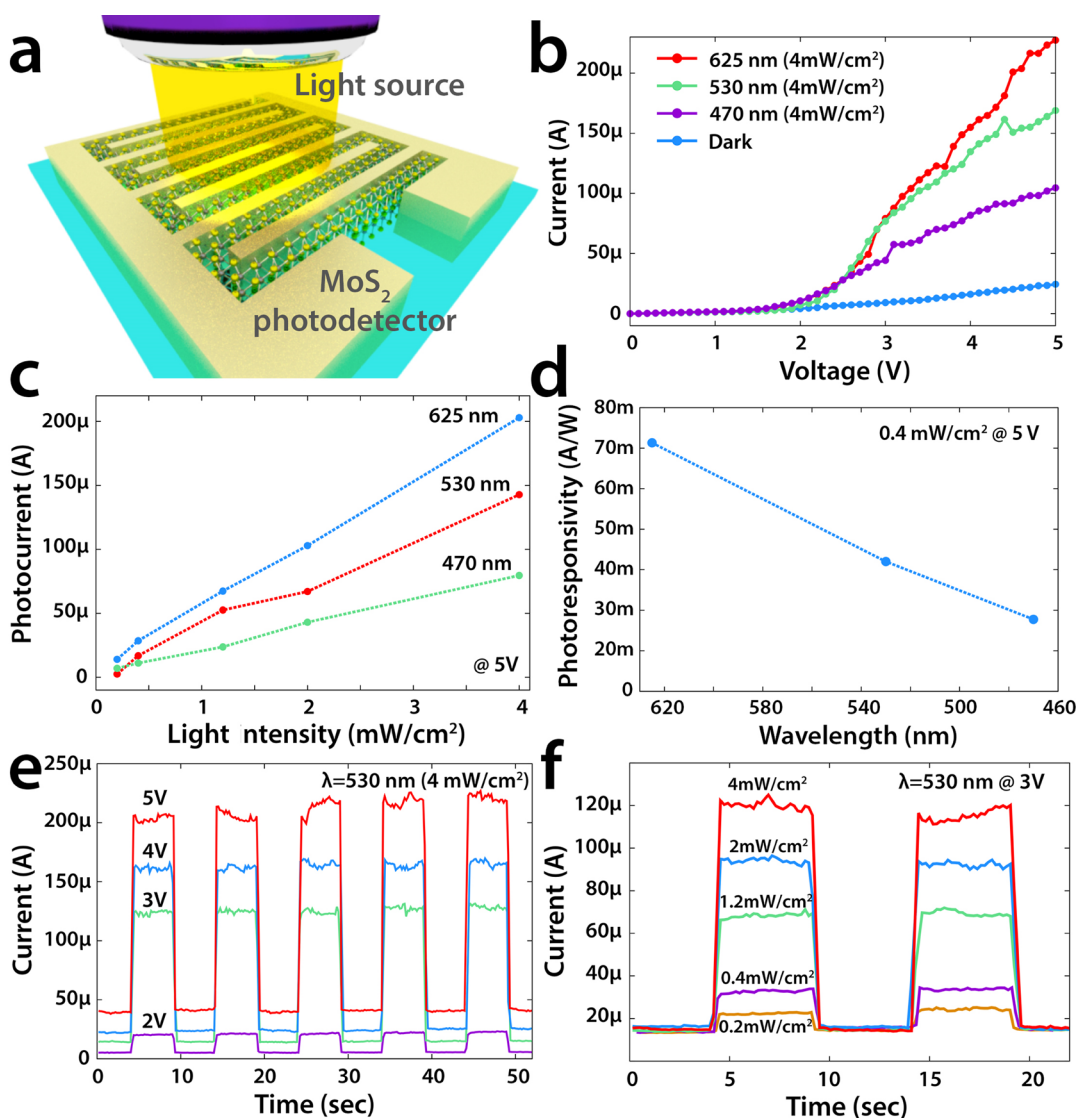 a
Light source
MoS₂
photodetector
b
Current (A)
200µ
150µ
100µ
50µ
0
625 nm (4mW/cm²)
530 nm (4mW/cm²)
470 nm (4mW/cm²)
Dark
0 1 2 3 4 5
Voltage (V)
c
Photocurrent (A)
200µ
150µ
100µ
50µ
0
625 nm
530 nm
470 nm
@ 5V
0 1 2 3 4
Light intensity (mW/cm²)
d
Photoresponsivity (A/W)
80m
70m
60m
50m
40m
30m
20m
10m
0
0.4 mW/cm² @ 5 V
620 580 540 500 460
Wavelength (nm)
e
Current (A)
250µ
200µ
150µ
100µ
50µ
0
λ=530 nm (4 mW/cm²)
5V
4V
3V
2V
0 10 20 30 40 50
Time (sec)
f
Current (A)
120µ
100µ
80µ
60µ
40µ
20µ
λ=530 nm @ 3V
4mW/cm²
2mW/cm²
1.2mW/cm²
0.4mW/cm²
0.2mW/cm²
0 5 10 15 20
Time (sec)